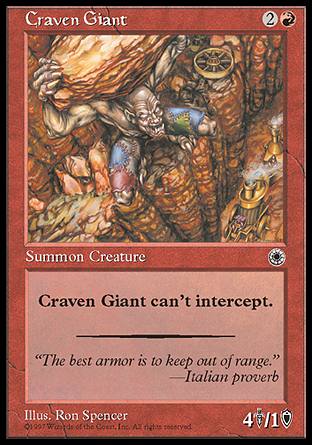 Craven Giant 2
Summon Creature
Craven Giant can't intercept.
“The best armor is to keep out of range.”
—Italian proverb
Illus. Ron Spencer
©1997 Wizards of the Coast, Inc. All rights reserved.
4/1